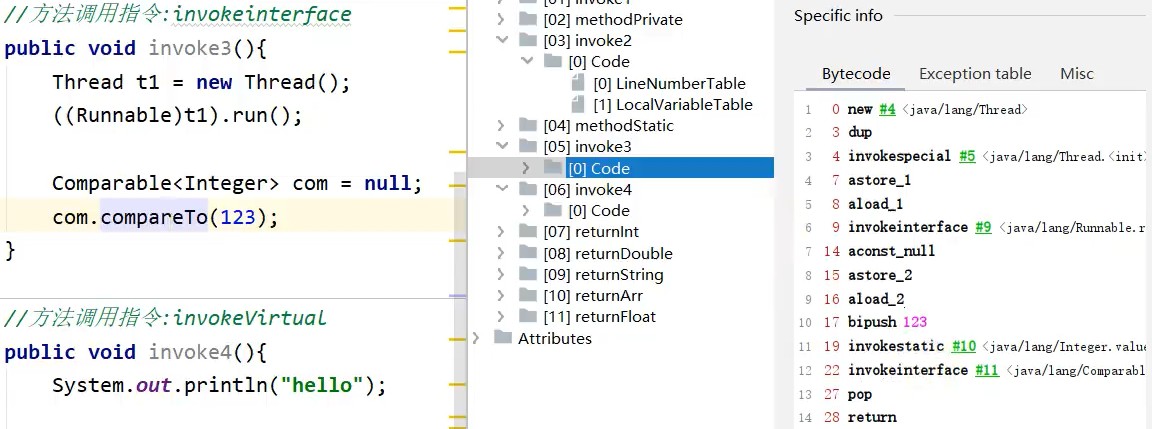 //方法调用指令:invokeinterface
public void invoke3(){
Thread t1 = new Thread();
((Runnable)t1).run();
Comparable<Integer> com = null;
com.compareTo(123);
}
//方法调用指令:invokeVirtual
public void invoke4(){
System.out.println("hello");
[02] methodPrivate
[03] invoke2
[0] Code
[0] LineNumberTable
[1] LocalVariableTable
[04] methodStatic
[05] invoke3
[0] Code
[06] invoke4
[0] Code
[07] returnInt
[08] returnDouble
[09] returnString
[10] returnArr
[11] returnFloat
Attributes
Specific info
Bytecode Exception table Misc
1 0 new #4 <java/lang/Thread>
2 3 dup
3 4 invokespecial #5 <java/lang/Thread.<init
4 7 astore_1
5 8 aload_1
6 9 invokeinterface #9 <java/lang/Runnable.r
7 14 aconst_null
8 15 astore_2
9 16 aload_2
10 17 bipush 123
11 19 invokestatic #10 <java/lang/Integer.value
12 22 invokeinterface #11 <java/lang/Comparabl
13 27 pop
14 28 return